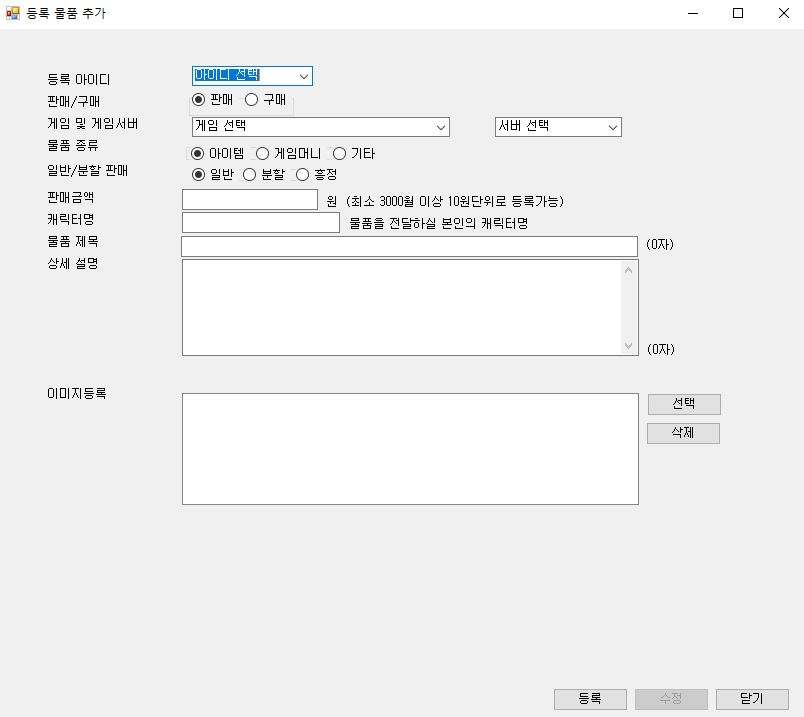 등록 물품 추가
등록 아이디 아이디 선택
판매/구매 판매 구매
게임 및 게임서버 게임 선택 서버 선택
물품 종류 아이템 게임머니 기타
일반/분할 판매 일반 분할 흥정
판매금액 원 (최소 3000월 이상 10원단위로 등록가능)
캐릭터명 물품을 전달하실 본인의 캐릭터명
물품 제목 (0자)
상세 설명
(0자)
이미지등록
선택
삭제
등록 수정 닫기